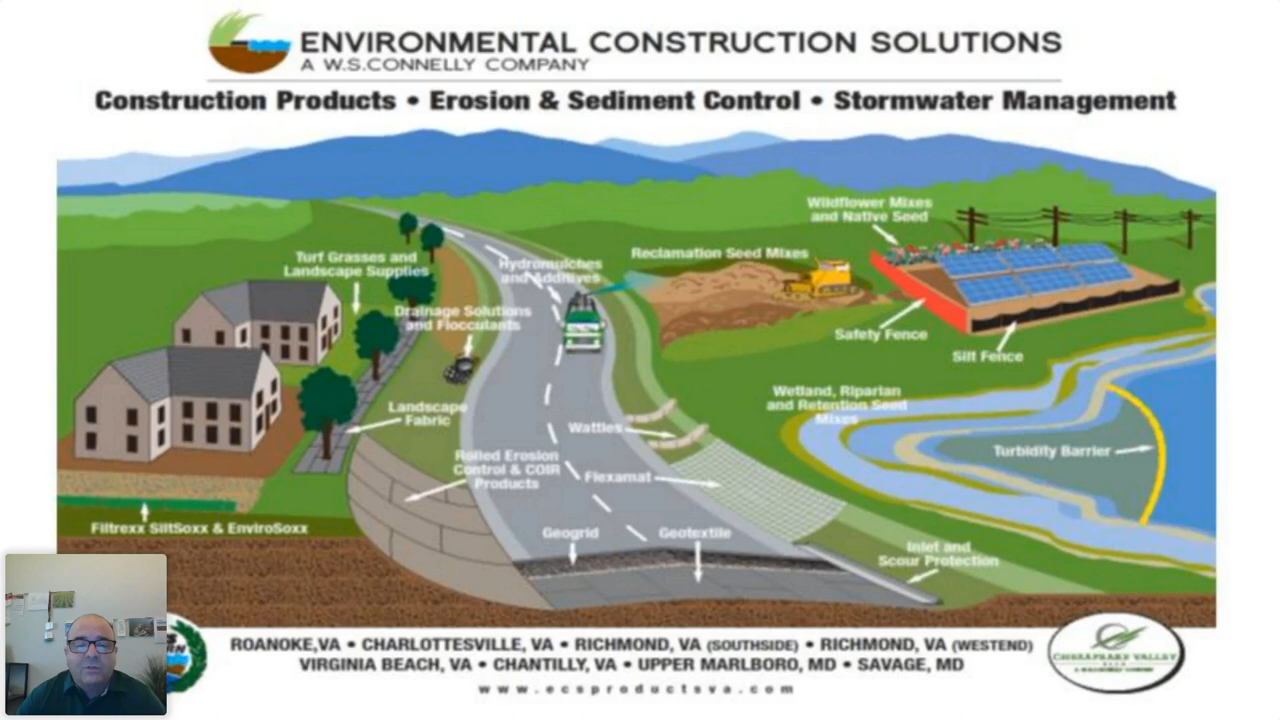 ENVIRONMENTAL CONSTRUCTION SOLUTIONS
A W.S.CONNELLY COMPANY
Construction Products • Erosion & Sediment Control • Stormwater Management
Wildflower Mixes
and Native Seed
Reclamation Seed Mixes
Turf Grasses and
Landscape Supplies
Hydromulches
and Additives
Drainage Solutions
and Flocculants
Safety Fence
Silt Fence
Wetland, Riparian
and Retention Seed
Mixes
Landscape
Fabric
Wattles
Turbidity Barrier
Rolled Erosion
Control & COIR
Products
Flexamat
Filtrexx SiltSoxx & EnviroSoxx
Geogrid
Geotextile
Inlet and
Scour Protection
ROANOKE,VA • CHARLOTTESVILLE, VA • RICHMOND, VA (SOUTHSIDE) • RICHMOND, VA (WESTEND)
VIRGINIA BEACH, VA • CHANTILLY, VA • UPPER MARLBORO, MD • SAVAGE, MD
www.ecsproductsva.com
CHESAPEAKE VALLEY